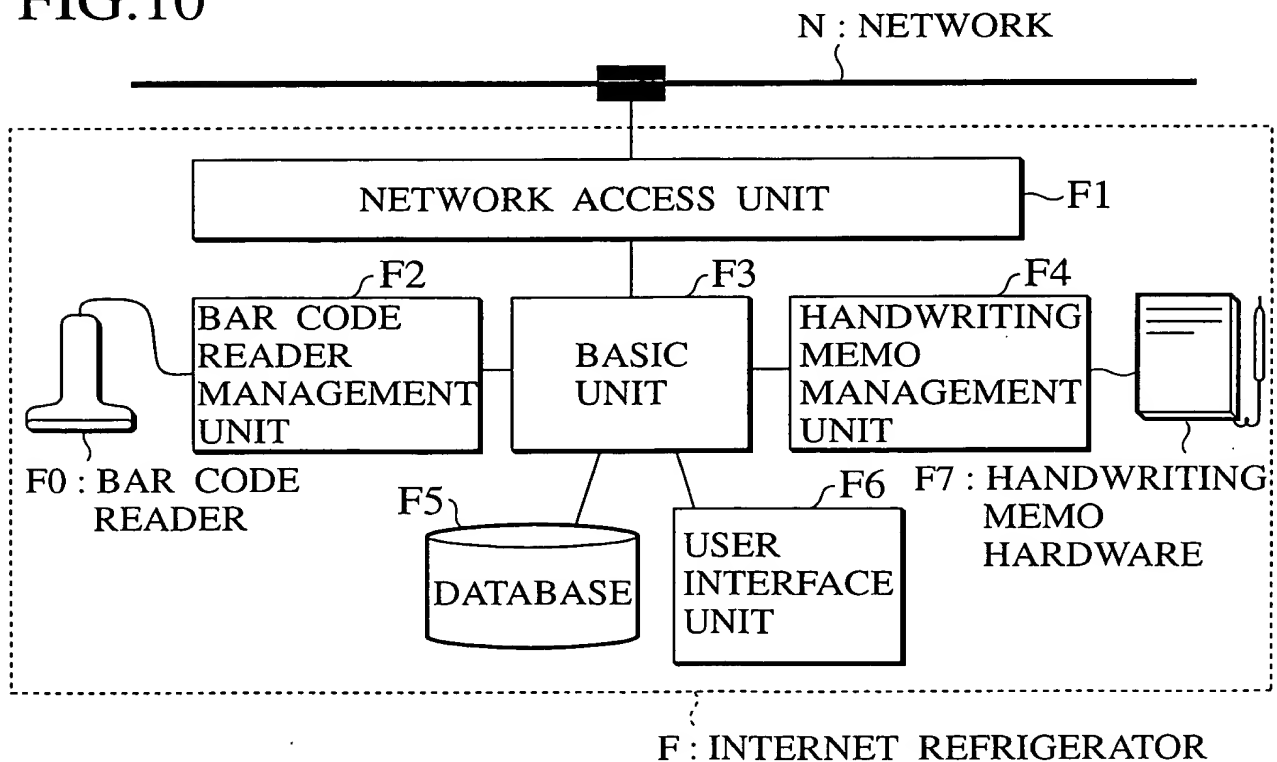 FIG.10
N : NETWORK
NETWORK ACCESS UNIT
F1
F2
F3
F4
BAR CODE
READER
MANAGEMENT
UNIT
BASIC
UNIT
HANDWRITING
MEMO
MANAGEMENT
UNIT
F0 : BAR CODE
READER
F7 : HANDWRITING
MEMO
HARDWARE
F5
DATABASE
F6
USER
INTERFACE
UNIT
F : INTERNET REFRIGERATOR